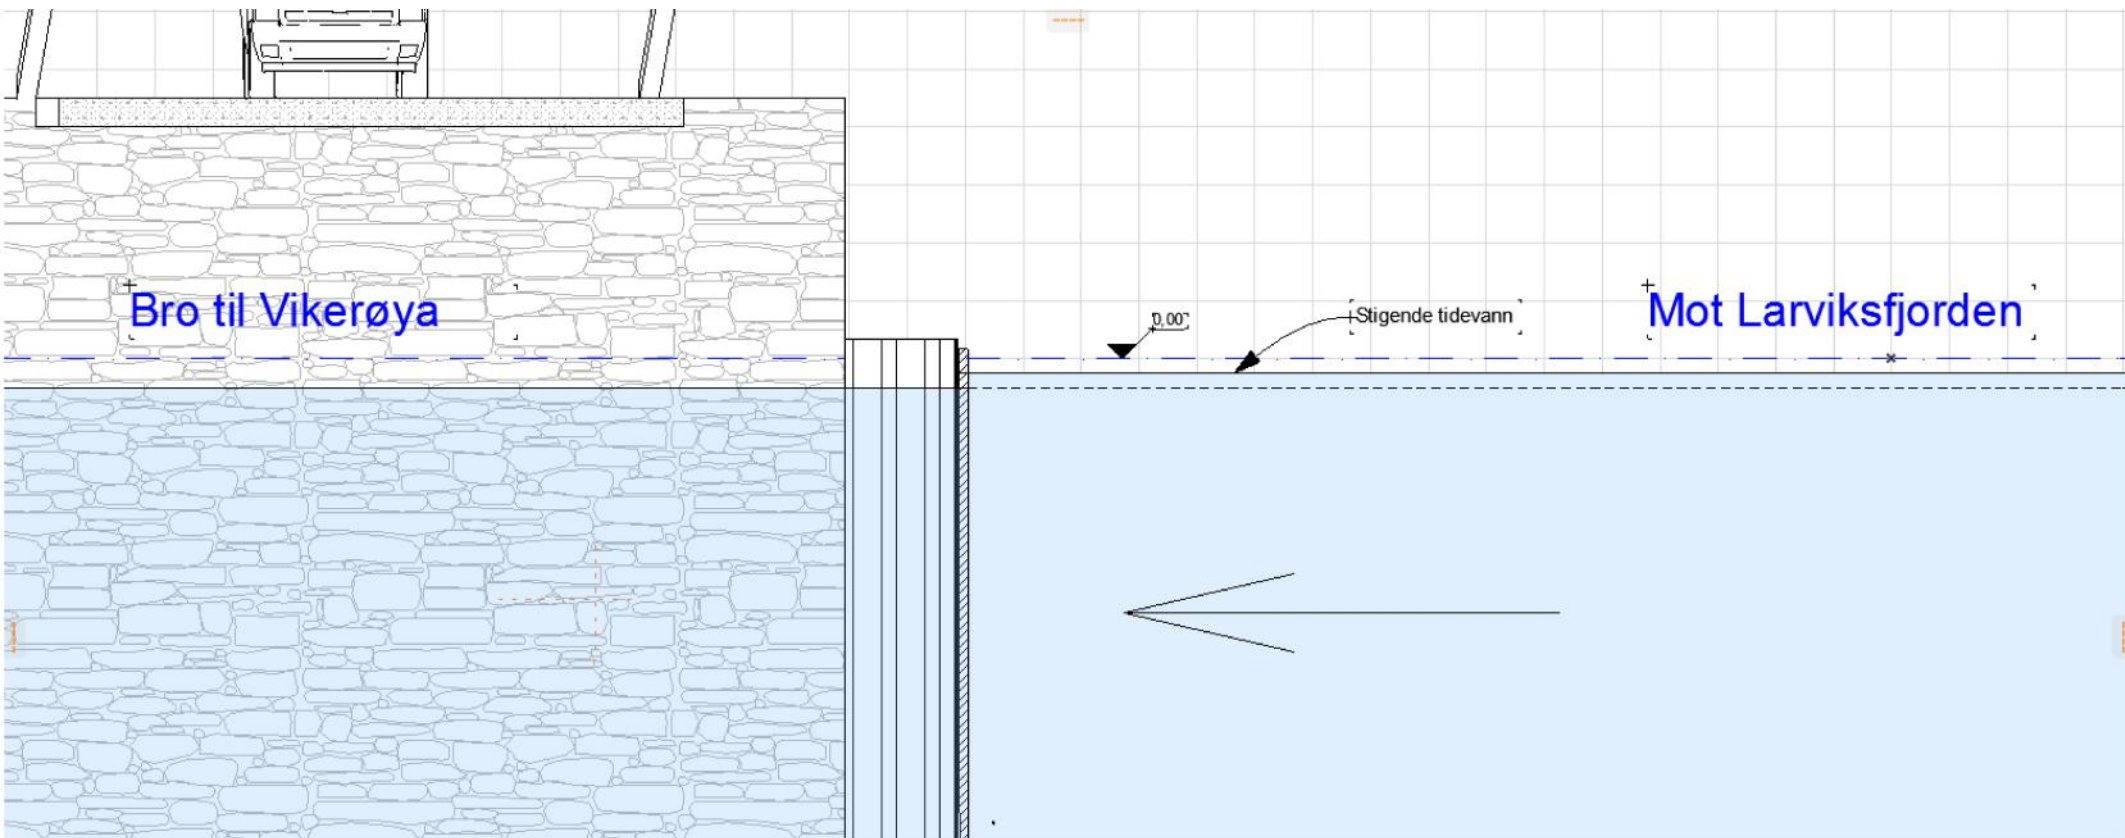 Bro til Vikerøya
0,00
Stigende tidevann
Mot Larviksfjorden